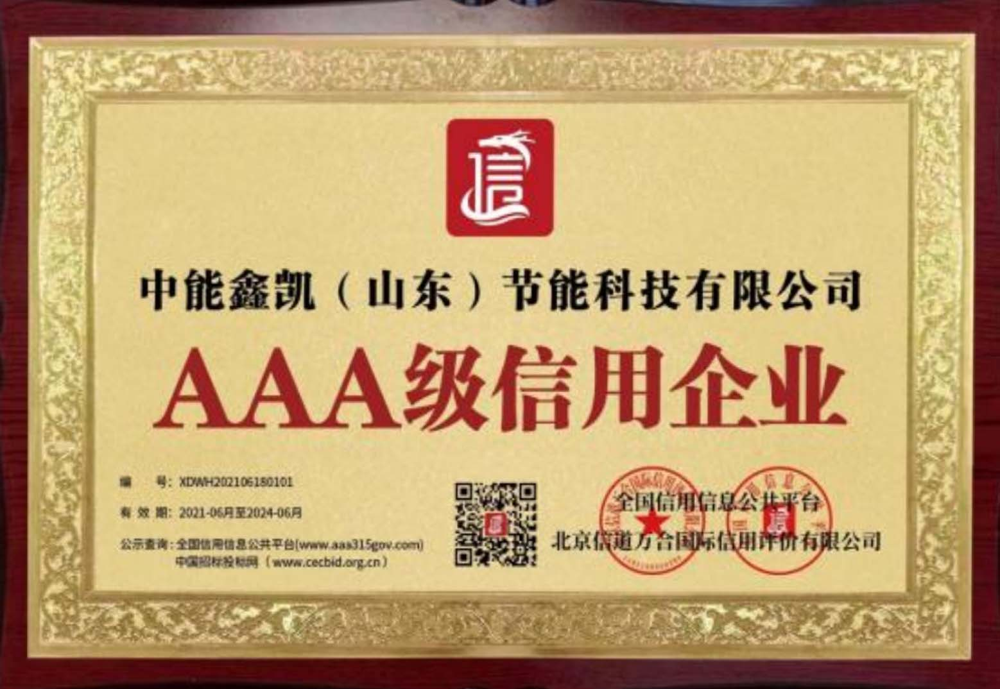 信
中能鑫凯（山东）节能科技有限公司
AAA级信用企业
编 号：XDWH202106180101
有 效 期：2021-06月至2024-06月
公示查询：全国信用信息公共平台(www.aaa315gov.com)
中国招标投标网（www.cecbid.org.cn）
全国信用信息公共平台
北京信道万合国际信用评价有限公司